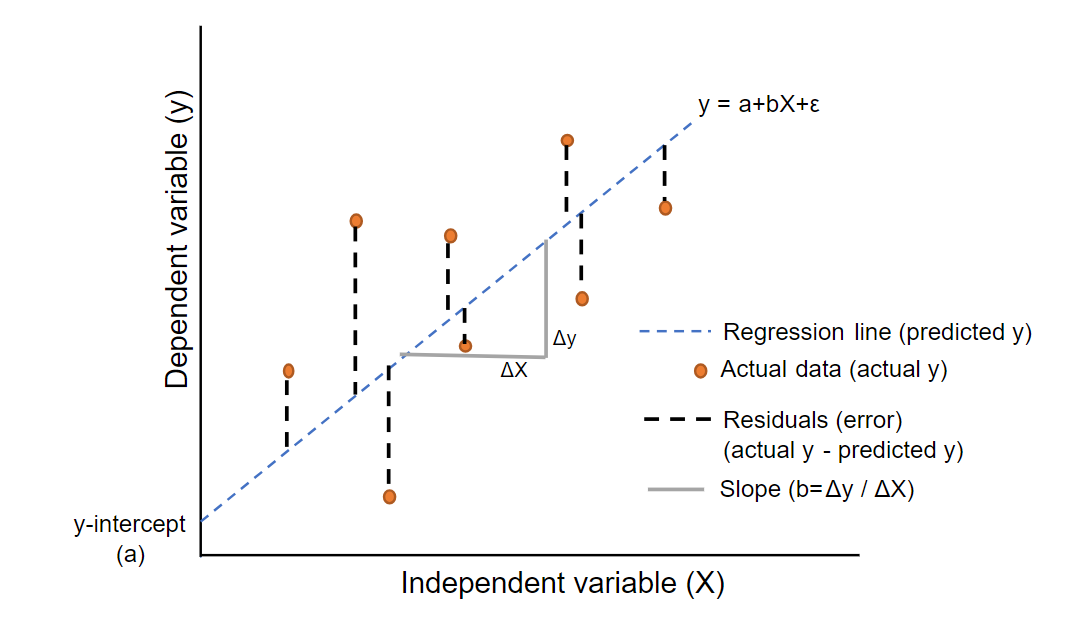 y = a+bX+ε
Dependent variable (y)
Δy
ΔX
Regression line (predicted y)
Actual data (actual y)
Residuals (error)
(actual y - predicted y)
Slope (b=Δy / ΔX)
y-intercept
(a)
Independent variable (X)